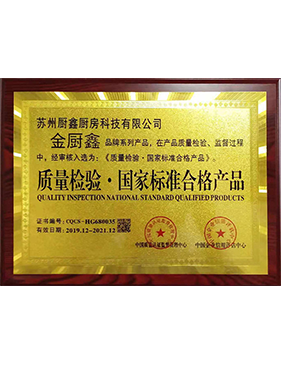 苏州厨鑫厨房科技有限公司
金厨鑫 品牌系列产品，在产品质量检验、监督过程
中，经审核入选为：《质量检验·国家标准合格产品》。
质量检验·国家标准合格产品
QUALITY INSPECTION NATIONAL STANDARD QUALIFIED PRODUCTS
证书编号：CQCS-HG680035
有效日期：2019.12-2021.12